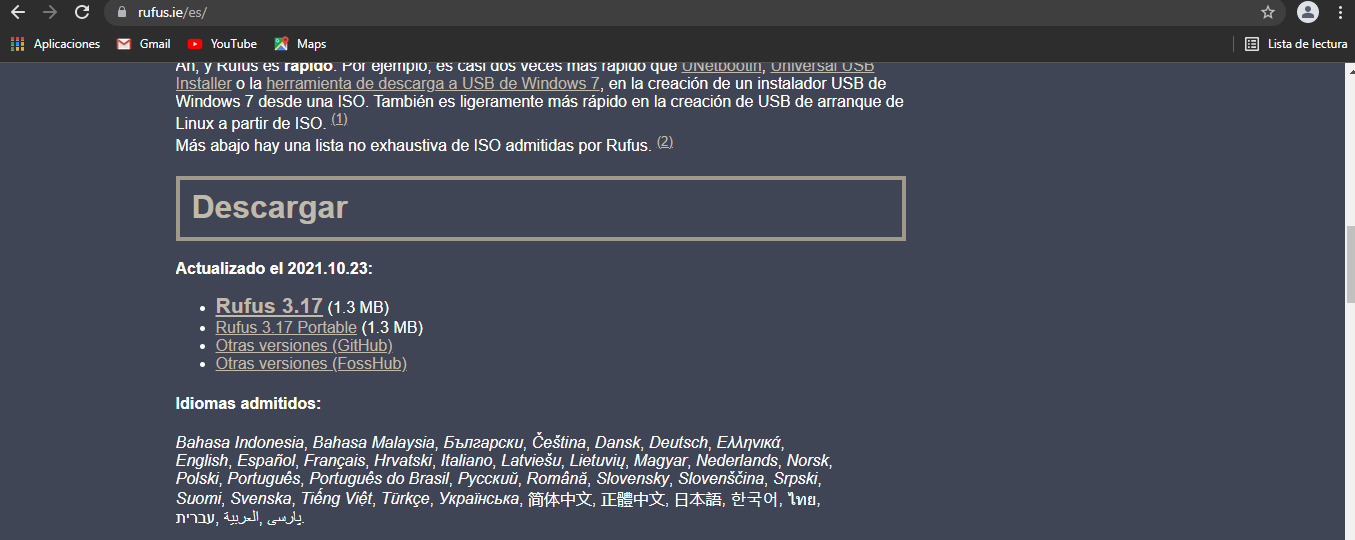 rufus.ie/es/
Aplicaciones Gmail YouTube Maps Lista de lectura
Ah, y Rufus es rápido. Por ejemplo, es casi dos veces más rápido que UNetbootin, Universal USB
Installer o la herramienta de descarga a USB de Windows 7, en la creación de un instalador USB de
Windows 7 desde una ISO. También es ligeramente más rápido en la creación de USB de arranque de
Linux a partir de ISO. (1)
Más abajo hay una lista no exhaustiva de ISO admitidas por Rufus. (2)
Descargar
Actualizado el 2021.10.23:
• Rufus 3.17 (1.3 MB)
• Rufus 3.17 Portable (1.3 MB)
• Otras versiones (GitHub)
• Otras versiones (FossHub)
Idiomas admitidos:
Bahasa Indonesia, Bahasa Malaysia, Български, Čeština, Dansk, Deutsch, Ελληνικά,
English, Español, Français, Hrvatski, Italiano, Latviešu, Lietuvių, Magyar, Nederlands, Norsk,
Polski, Português, Português do Brasil, Русский, Română, Slovensky, Slovenščina, Srpski,
Suomi, Svenska, Tiếng Việt, Türkçe, Українська, 简体中文, 正體中文, 日本語, 한국어, ไทย,
עברית, العربية, پارسی.